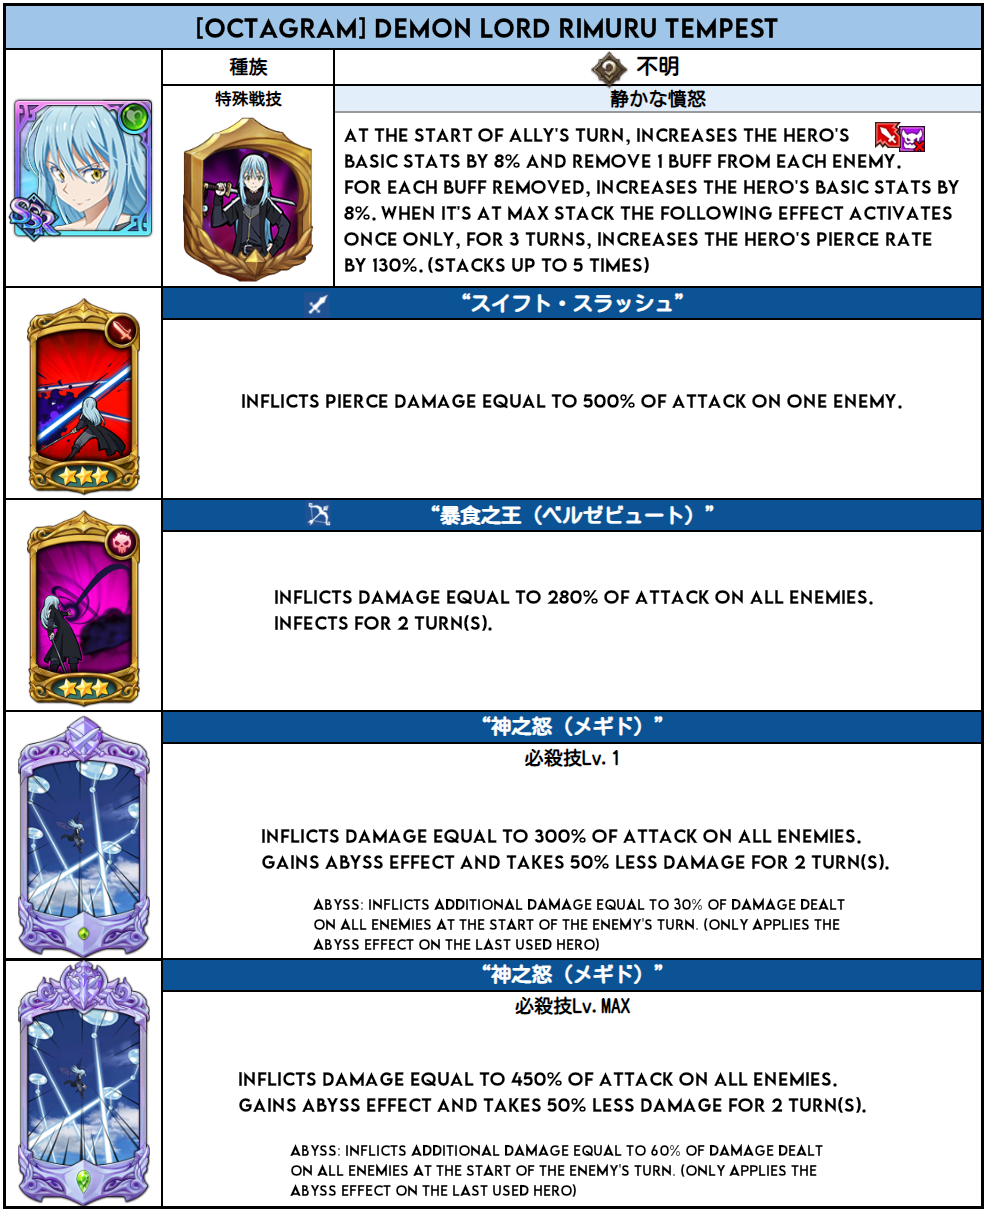 [OCTAGRAM] DEMON LORD RIMURU TEMPEST
種族
不明
特殊戦技
静かな憤怒
SSR
AT THE START OF ALLY'S TURN, INCREASES THE HERO'S
BASIC STATS BY 8% AND REMOVE 1 BUFF FROM EACH ENEMY.
FOR EACH BUFF REMOVED, INCREASES THE HERO'S BASIC STATS BY
8%. WHEN IT'S AT MAX STACK THE FOLLOWING EFFECT ACTIVATES
ONCE ONLY, FOR 3 TURNS, INCREASES THE HERO'S PIERCE RATE
BY 130%. (STACKS UP TO 5 TIMES)
“スイフト・スラッシュ”
INFLICTS PIERCE DAMAGE EQUAL TO 500% OF ATTACK ON ONE ENEMY.
“暴食之王（ベルゼビュート）”
INFLICTS DAMAGE EQUAL TO 280% OF ATTACK ON ALL ENEMIES.
INFECTS FOR 2 TURN(S).
“神之怒（メギド）”
必殺技Lv.1
INFLICTS DAMAGE EQUAL TO 300% OF ATTACK ON ALL ENEMIES.
GAINS ABYSS EFFECT AND TAKES 50% LESS DAMAGE FOR 2 TURN(S).
ABYSS: INFLICTS ADDITIONAL DAMAGE EQUAL TO 30% OF DAMAGE DEALT
ON ALL ENEMIES AT THE START OF THE ENEMY'S TURN. (ONLY APPLIES THE
ABYSS EFFECT ON THE LAST USED HERO)
“神之怒（メギド）”
必殺技Lv.MAX
INFLICTS DAMAGE EQUAL TO 450% OF ATTACK ON ALL ENEMIES.
GAINS ABYSS EFFECT AND TAKES 50% LESS DAMAGE FOR 2 TURN(S).
ABYSS: INFLICTS ADDITIONAL DAMAGE EQUAL TO 60% OF DAMAGE DEALT
ON ALL ENEMIES AT THE START OF THE ENEMY'S TURN. (ONLY APPLIES THE
ABYSS EFFECT ON THE LAST USED HERO)